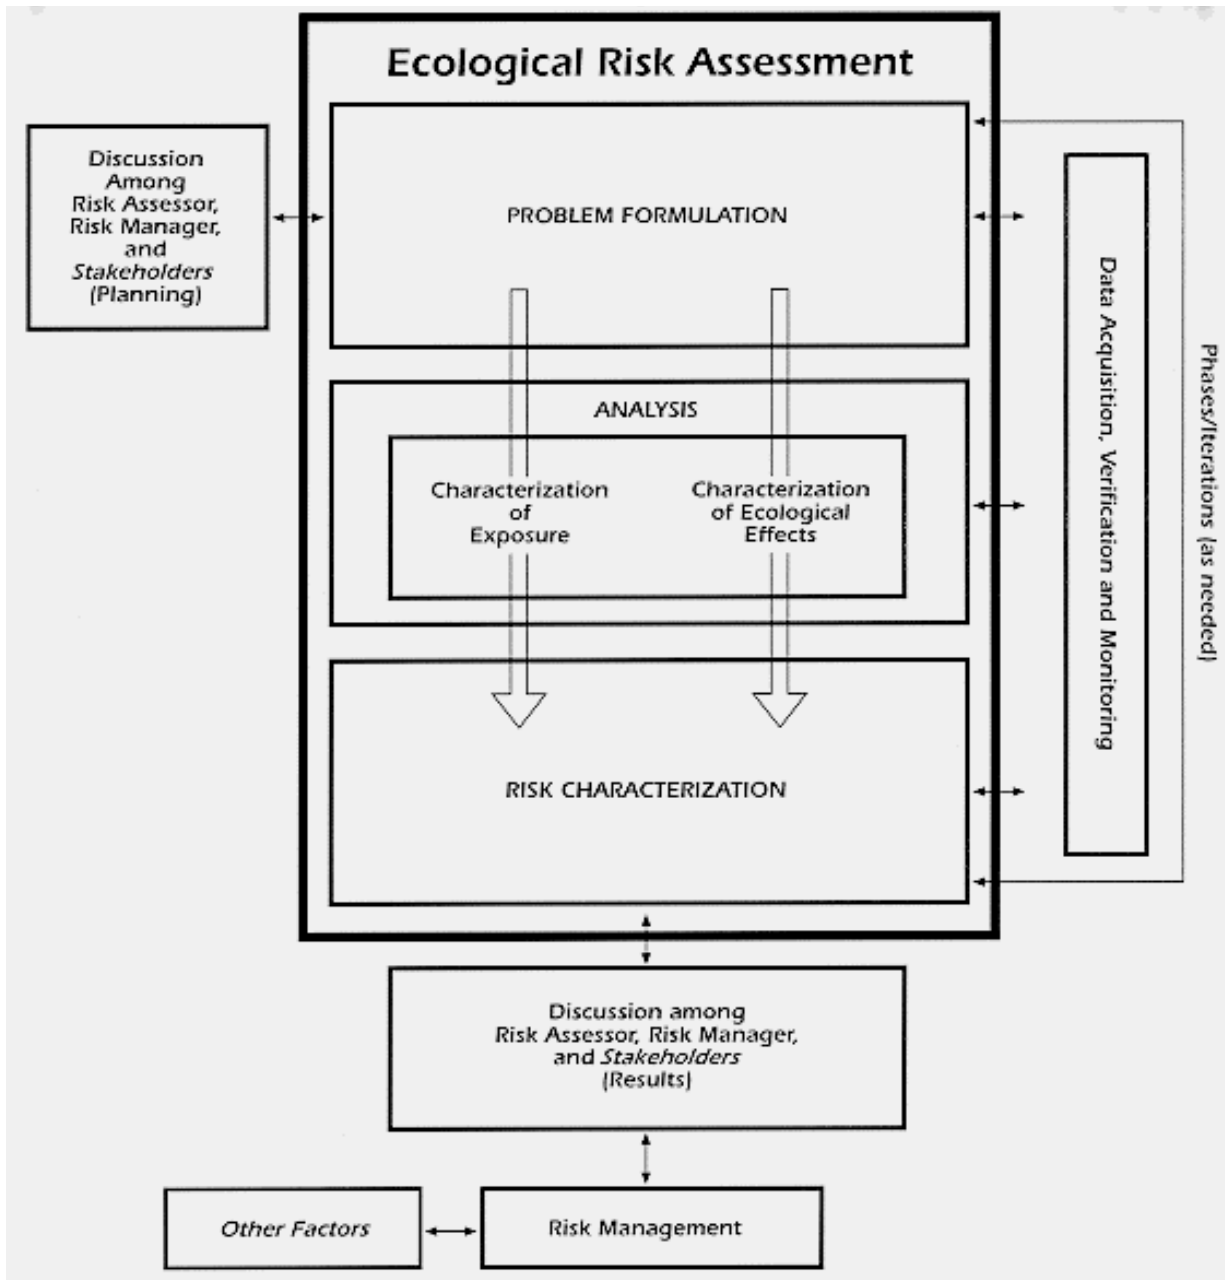 Ecological Risk Assessment
Discussion
Among
Risk Assessor,
Risk Manager,
and
Stakeholders
(Planning)
PROBLEM FORMULATION
ANALYSIS
Characterization
of
Exposure
Characterization
of Ecological
Effects
RISK CHARACTERIZATION
Data Acquisition, Verification and Monitoring
Phases/Iterations (as needed)
Discussion among
Risk Assessor, Risk Manager,
and Stakeholders
(Results)
Other Factors
Risk Management